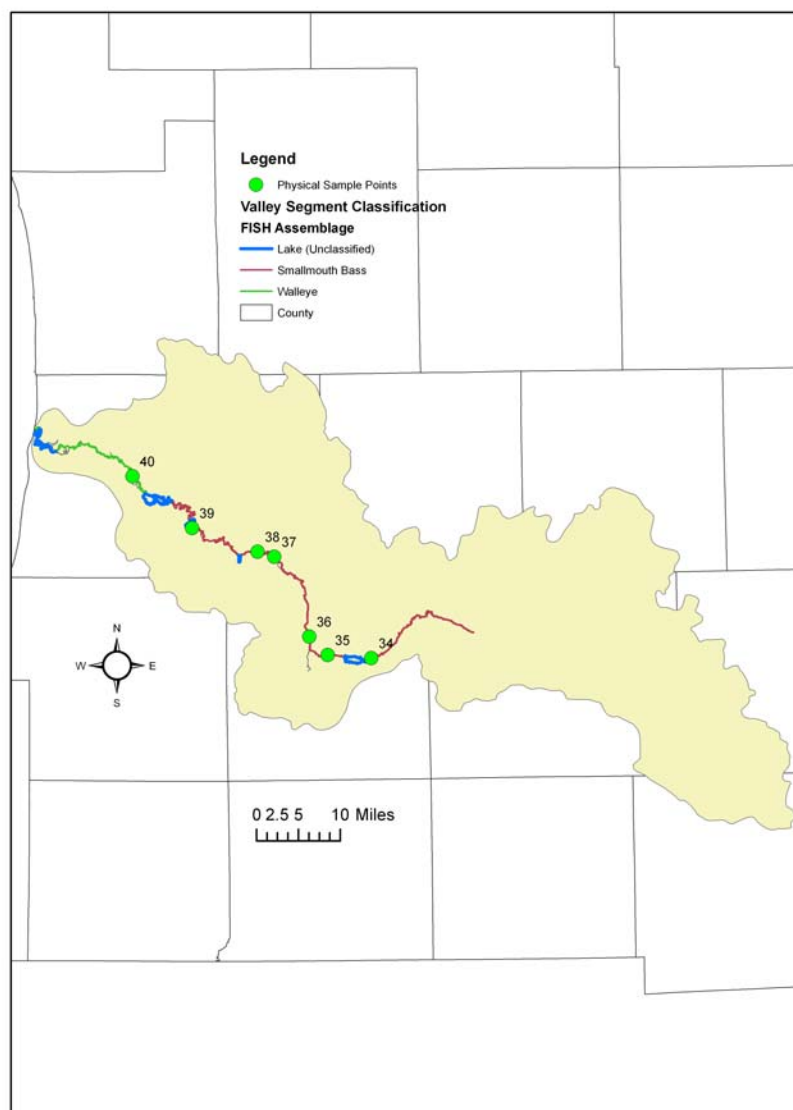 Legend
Physical Sample Points
Valley Segment Classification
FISH Assemblage
Lake (Unclassified)
Smallmouth Bass
Walleye
County
40
39
38 37
36
35
34
N
W E
S
0 2.5 5 10 Miles